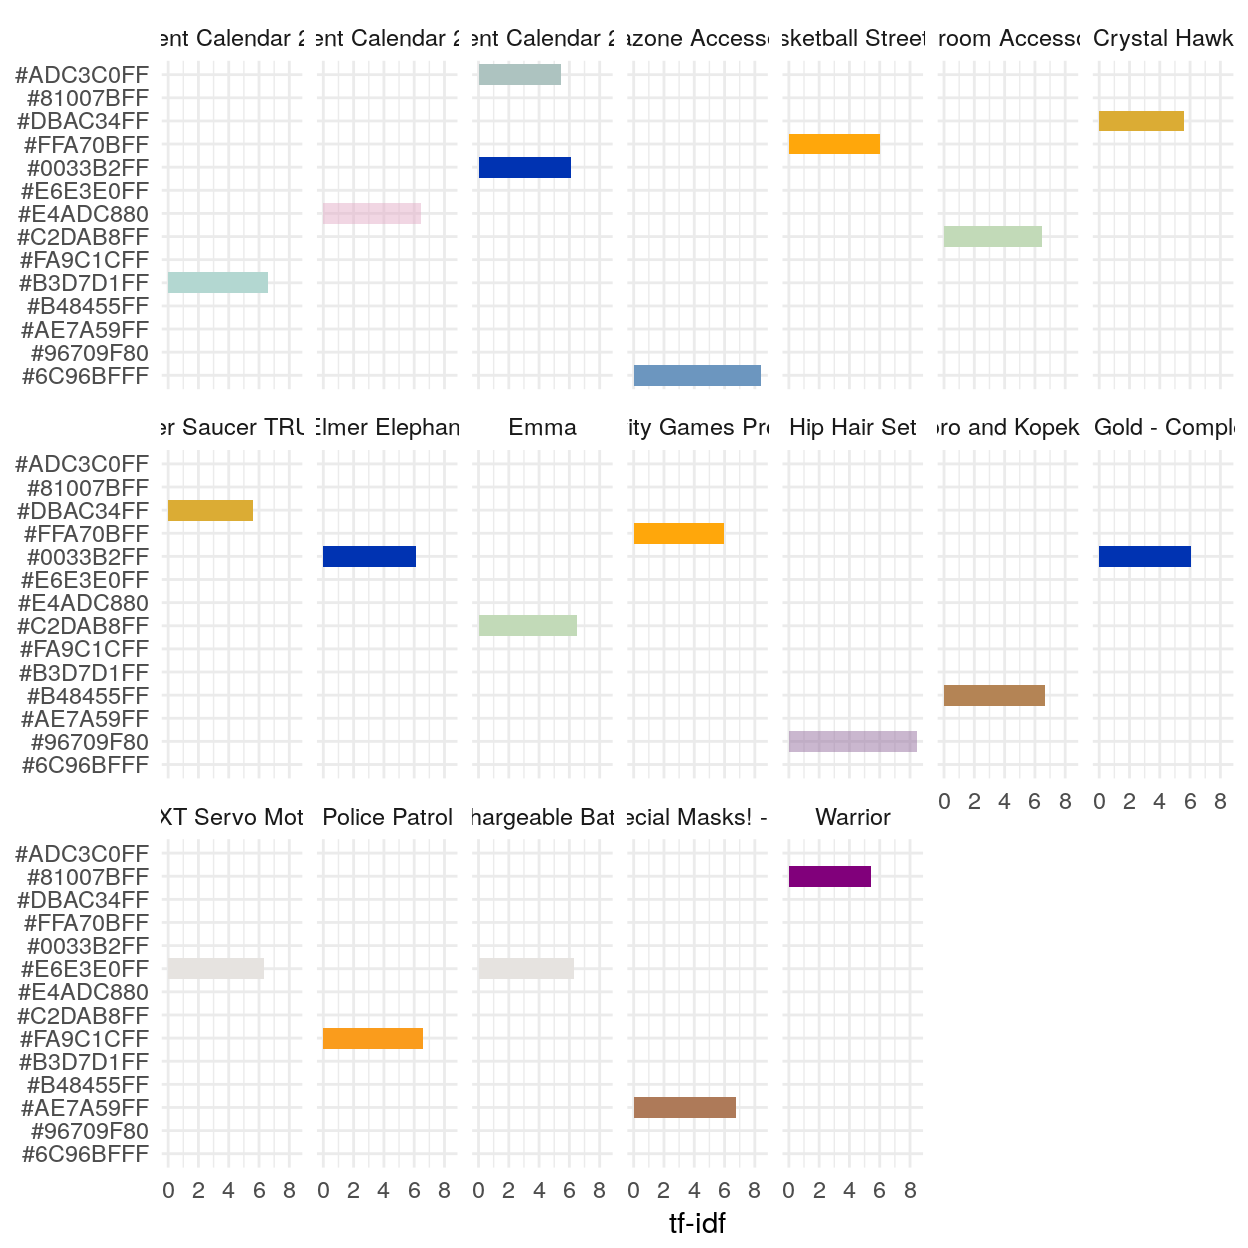 ent Calendar 2 ent Calendar 2 ent Calendar 2 azone Accesso sketball Street room Accesso Crystal Hawk
#ADC3C0FF
#81007BFF
#DBAC34FF
#FFA70BFF
#0033B2FF
#E6E3E0FF
#E4ADC880
#C2DAB8FF
#FA9C1CFF
#B3D7D1FF
#B48455FF
#AE7A59FF
#96709F80
#6C96BFFF
er Saucer TRU Elmer Elephan Emma ity Games Pro Hip Hair Set oro and Kopek Gold - Comple
#ADC3C0FF
#81007BFF
#DBAC34FF
#FFA70BFF
#0033B2FF
#E6E3E0FF
#E4ADC880
#C2DAB8FF
#FA9C1CFF
#B3D7D1FF
#B48455FF
#AE7A59FF
#96709F80
#6C96BFFF
0 2 4 6 8 0 2 4 6 8
XT Servo Mot Police Patrol hargeable Bat ecial Masks! - Warrior
#ADC3C0FF
#81007BFF
#DBAC34FF
#FFA70BFF
#0033B2FF
#E6E3E0FF
#E4ADC880
#C2DAB8FF
#FA9C1CFF
#B3D7D1FF
#B48455FF
#AE7A59FF
#96709F80
#6C96BFFF
0 2 4 6 8 0 2 4 6 8 0 2 4 6 8 0 2 4 6 8 0 2 4 6 8
tf-idf